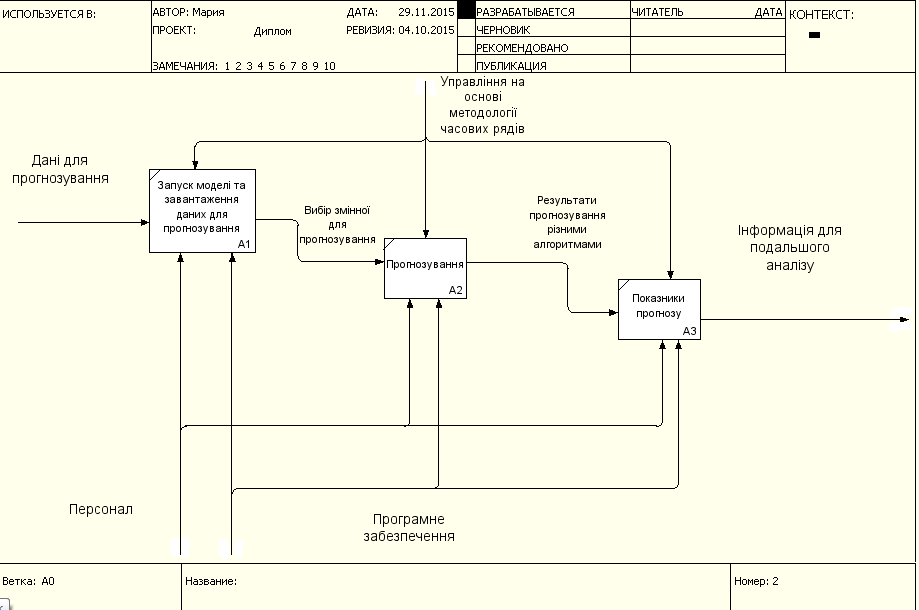 ИСПОЛЬЗУЕТСЯ В:
АВТОР: Мария
ДАТА: 29.11.2015
ПРОЕКТ: Диплом
РЕВИЗИЯ: 04.10.2015
ЗАМЕЧАНИЯ: 1 2 3 4 5 6 7 8 9 10
РАЗРАБАТЫВАЕТСЯ
ЧЕРНОВИК
РЕКОМЕНДОВАНО
ПУБЛИКАЦИЯ
ЧИТАТЕЛЬ
ДАТА
КОНТЕКСТ:
Управління на
основі
методології
часових рядів
Дані для
прогнозування
Запуск моделі та
завантаження
даних для
прогнозування
A1
Вибір змінної
для
прогнозування
Прогнозування
A2
Результати
прогнозування
різними
алгоритмами
Показники
прогнозу
A3
Інформація для
подальшого
аналізу
Персонал
Програмне
забезпечення
Ветка: A0
Название:
Номер: 2